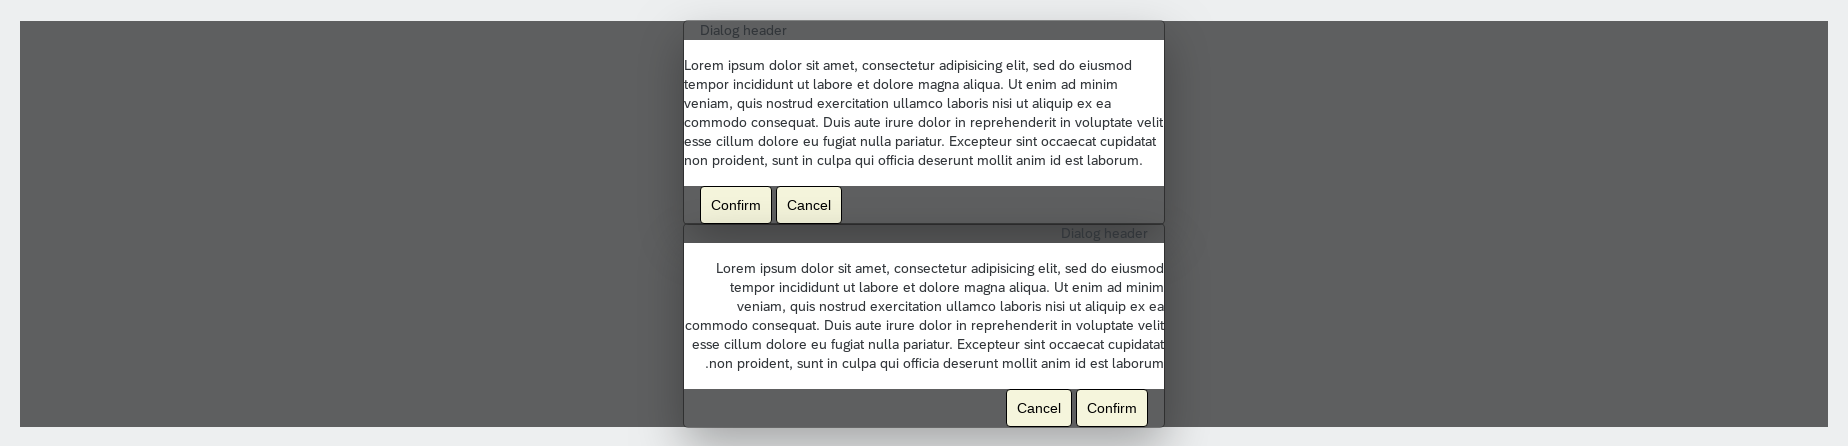 Dialog header
Lorem ipsum dolor sit amet, consectetur adipisicing elit, sed do eiusmod
tempor incididunt ut labore et dolore magna aliqua. Ut enim ad minim
veniam, quis nostrud exercitation ullamco laboris nisi ut aliquip ex ea
commodo consequat. Duis aute irure dolor in reprehenderit in voluptate velit
esse cillum dolore eu fugiat nulla pariatur. Excepteur sint occaecat cupidatat
non proident, sunt in culpa qui officia deserunt mollit anim id est laborum.
Confirm Cancel
Dialog header
Lorem ipsum dolor sit amet, consectetur adipisicing elit, sed do eiusmod
tempor incididunt ut labore et dolore magna aliqua. Ut enim ad minim
veniam, quis nostrud exercitation ullamco laboris nisi ut aliquip ex ea
commodo consequat. Duis aute irure dolor in reprehenderit in voluptate velit
esse cillum dolore eu fugiat nulla pariatur. Excepteur sint occaecat cupidatat
.non proident, sunt in culpa qui officia deserunt mollit anim id est laborum
Cancel Confirm